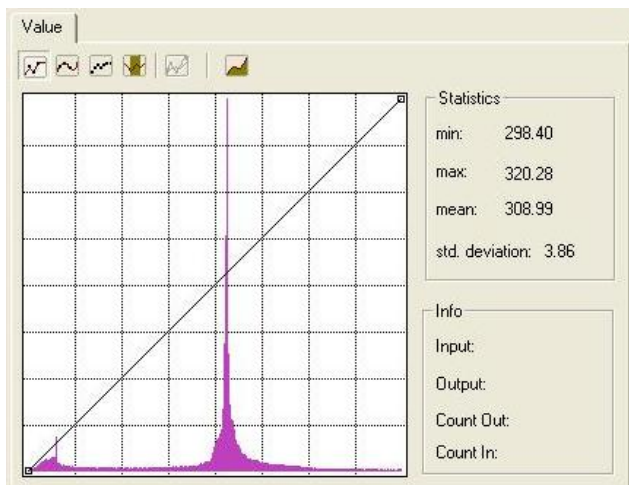 Value
Statistics
min: 298.40
max: 320.28
mean: 308.99
std. deviation: 3.86
Info
Input:
Output:
Count Out:
Count In: